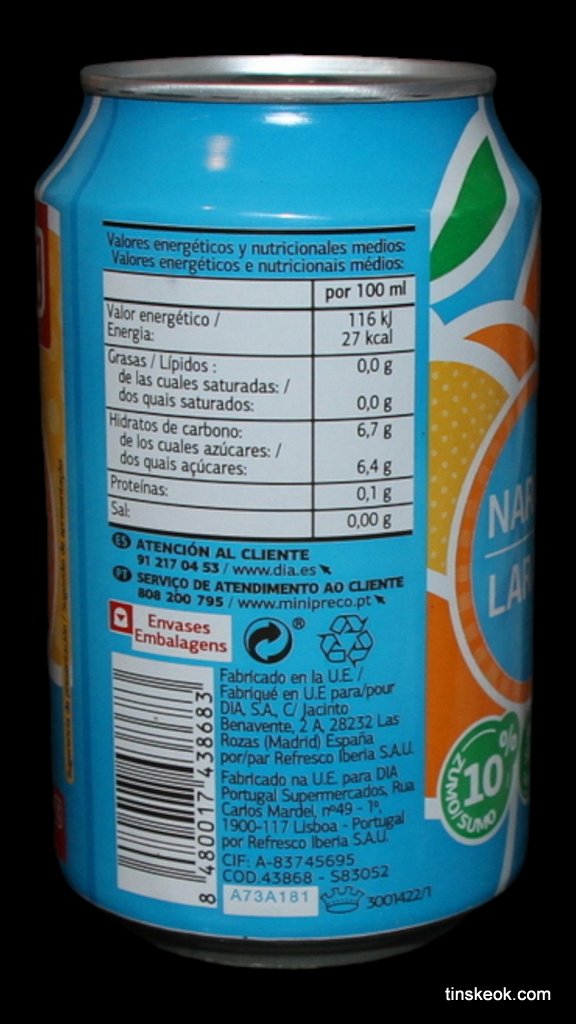 Valores energéticos y nutricionales medios:
Valores energéticos e nutricionais médios:
por 100 ml
Valor energético / 116 kJ
Energia: 27 kcal
Grasas / Lípidos : 0,0 g
de las cuales saturadas: /
dos quais saturados: 0,0 g
Hidratos de carbono: 6,7 g
de los cuales azúcares: /
dos quais açúcares: 6,4 g
Proteínas: 0,1 g
Sal: 0,00 g
ES ATENCIÓN AL CLIENTE
91 217 04 53 / www.dia.es
PT SERVIÇO DE ATENDIMENTO AO CLIENTE
808 200 795 / www.minipreco.pt
Envases
Embalagens
®
Fabricado en la U.E. /
Fabriqué en U.E para/pour
DIA, S.A, C/ Jacinto
Benavente, 2 A, 28232 Las
Rozas (Madrid) España
por/par Refresco Iberia S.A.U.
Fabricado na U.E. para DIA
Portugal Supermercados, Rua
Carlos Mardel, nº49 - 1º,
1900-117 Lisboa - Portugal
por Refresco Iberia S.A.U.
CIF: A-83745695
COD.43868 - S83052
A73A181
3001422/1
8 480017 438683
NAR
LAR
10%
ZUMO/SUMO
tinskeok.com